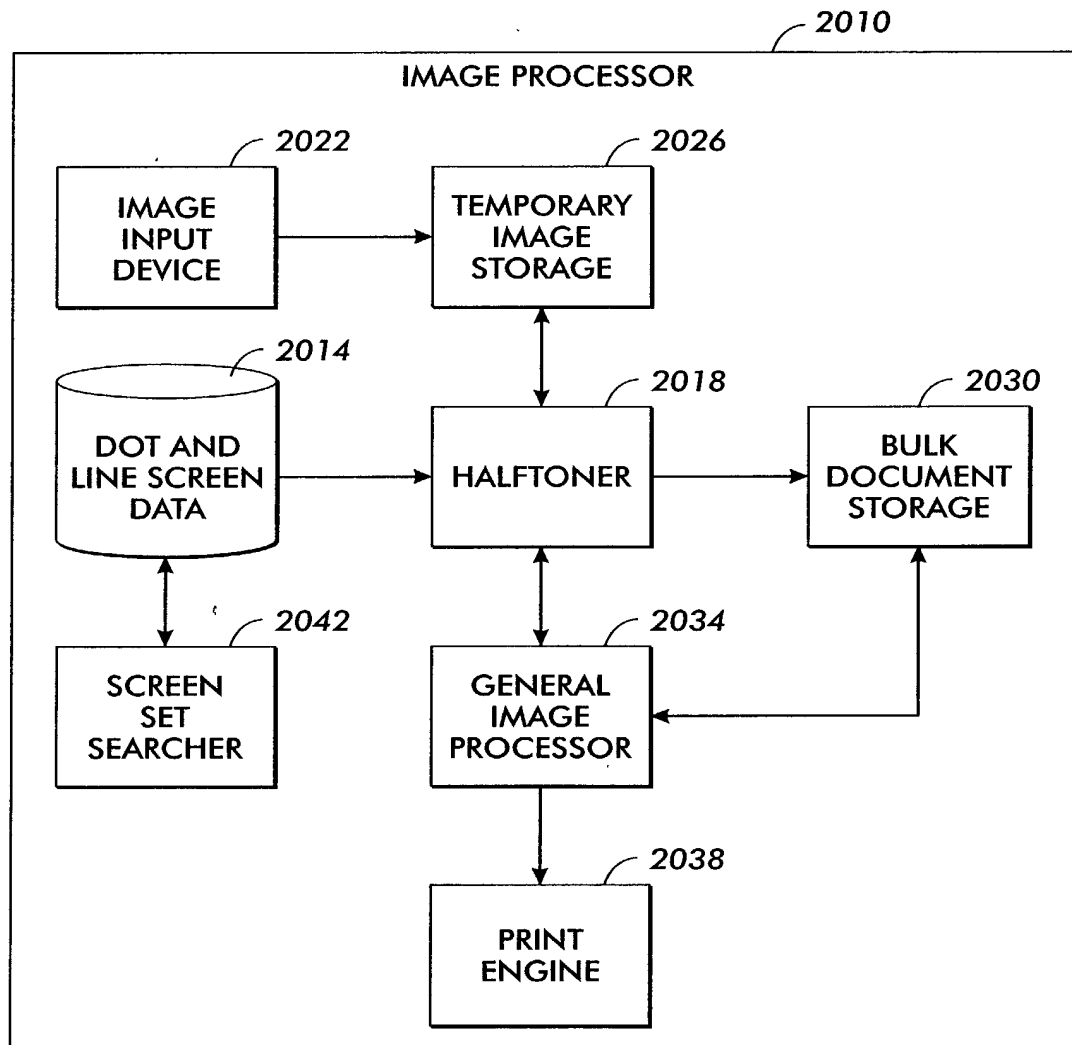 2010
IMAGE PROCESSOR
2022
IMAGE
INPUT
DEVICE
2026
TEMPORARY
IMAGE
STORAGE
2014
DOT AND
LINE SCREEN
DATA
2018
HALFTONER
2030
BULK
DOCUMENT
STORAGE
2042
SCREEN
SET
SEARCHER
2034
GENERAL
IMAGE
PROCESSOR
2038
PRINT
ENGINE